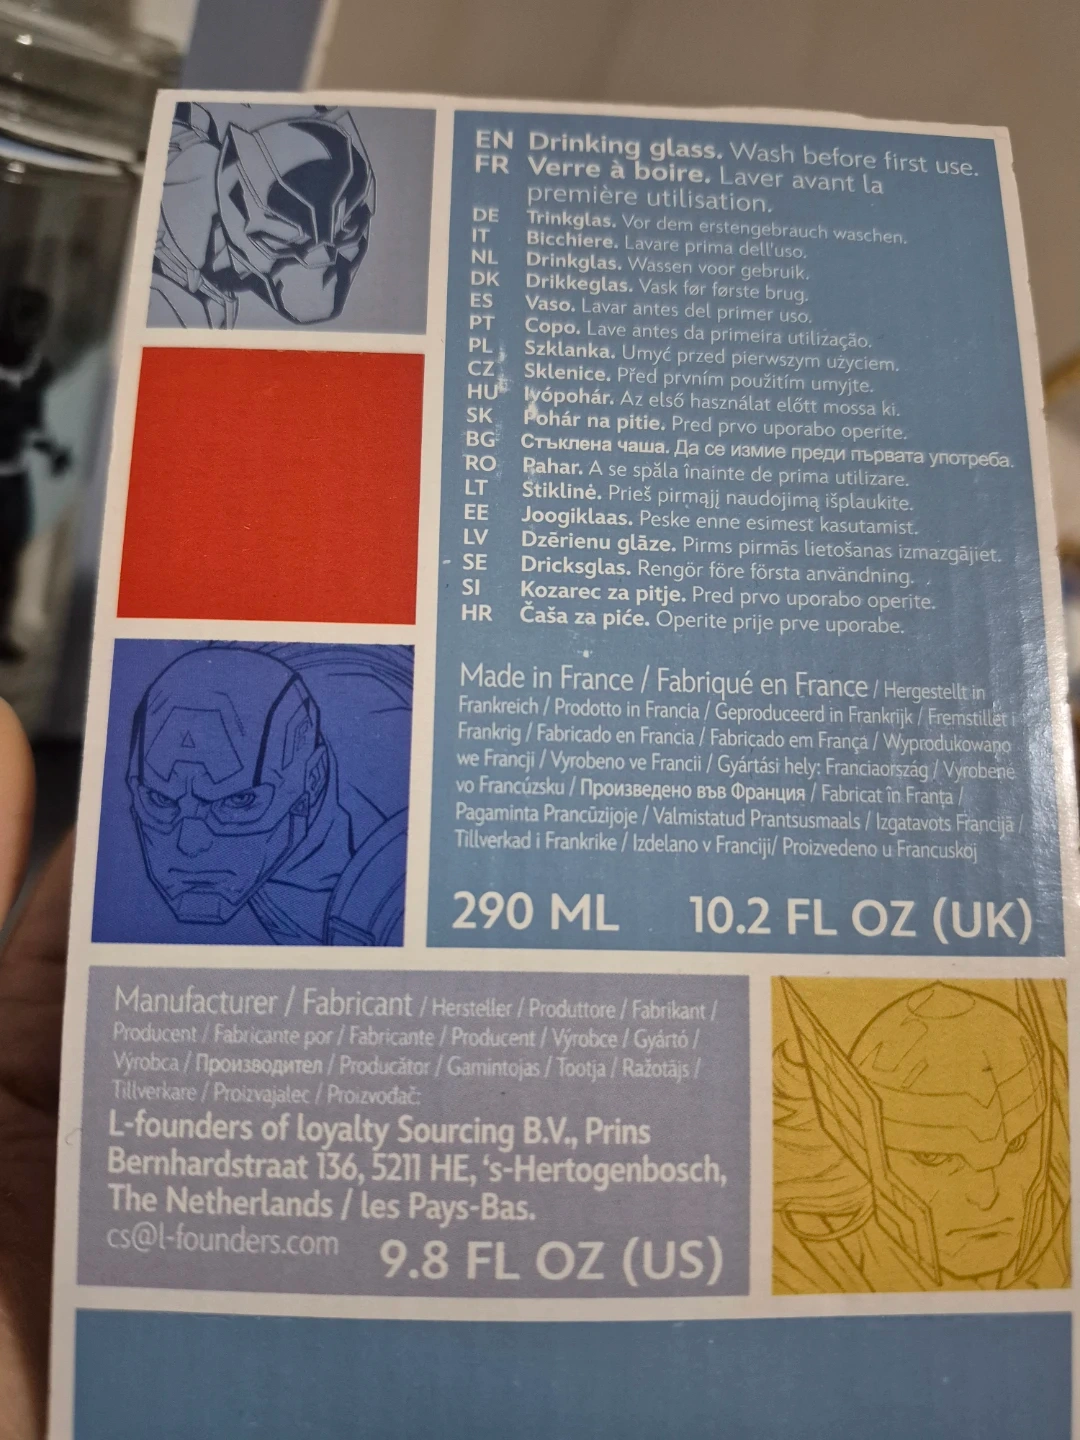 EN Drinking glass. Wash before first use.
FR Verre à boire. Laver avant la
première utilisation.
DE Trinkglas. Vor dem erstengebrauch waschen.
IT Bicchiere. Lavare prima dell'uso.
NL Drinkglas. Wassen voor gebruik.
DK Drikkeglas. Vask før første brug.
ES Vaso. Lavar antes del primer uso.
PT Copo. Lave antes da primeira utilização.
PL Szklanka. Umyć przed pierwszym użyciem.
CZ Sklenice. Před prvním použitím umyjte.
HU Ivópohár. Az első használat előtt mossa ki.
SK Pohár na pitie. Pred prvo uporabo operite.
BG Стъклена чаша. Да се измие преди първата употреба.
RO Pahar. A se spăla înainte de prima utilizare.
LT Stiklinė. Prieš pirmąjį naudojimą išplaukite.
EE Joogiklaas. Peske enne esimest kasutamist.
LV Dzērienu glāze. Pirms pirmās lietošanas izmazgājiet.
SE Dricksglas. Rengör före första användning.
SI Kozarec za pitje. Pred prvo uporabo operite.
HR Čaša za piće. Operite prije prve uporabe.
Made in France / Fabriqué en France / Hergestellt in
Frankreich / Prodotto in Francia / Geproduceerd in Frankrijk / Fremstillet i
Frankrig / Fabricado en Francia / Fabricado em França / Wyprodukowano
we Francji / Vyrobeno ve Francii / Gyártási hely: Franciaország / Vyrobené
vo Francúzsku / Произведено във Франция / Fabricat în Franța /
Pagaminta Prancūzijoje / Valmistatud Prantsusmaals / Izgatavots Francijā /
Tillverkad i Frankrike / Izdelano v Franciji/ Proizvedeno u Francuskoj
290 ML 10.2 FL OZ (UK)
Manufacturer / Fabricant / Hersteller / Produttore / Fabrikant /
Producent / Fabricante por / Fabricante / Producent / Výrobce / Gyártó /
Výrobca / Производител / Producător / Gamintojas / Tootja / Ražotājs /
Tillverkare / Proizvajalec / Proizvođač:
L-founders of loyalty Sourcing B.V., Prins
Bernhardstraat 136, 5211 HE, ‘s-Hertogenbosch,
The Netherlands / les Pays-Bas.
cs@l-founders.com 9.8 FL OZ (US)